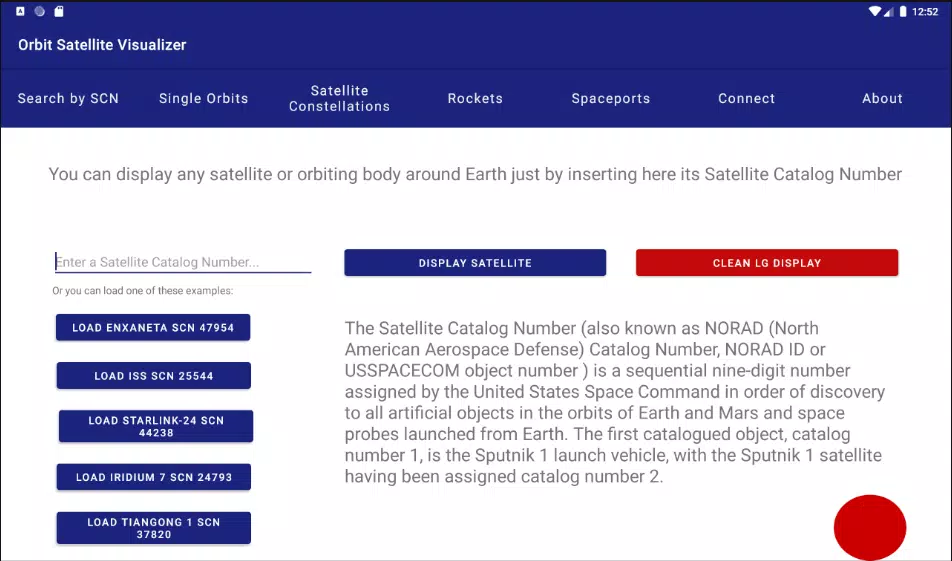 12:52
Orbit Satellite Visualizer
Search by SCN
Single Orbits
Satellite
Constellations
Rockets
Spaceports
Connect
About
You can display any satellite or orbiting body around Earth just by inserting here its Satellite Catalog Number
Enter a Satellite Catalog Number...
DISPLAY SATELLITE
CLEAN LG DISPLAY
Or you can load one of these examples:
LOAD ENXANETA SCN 47954
LOAD ISS SCN 25544
LOAD STARLINK-24 SCN
44238
LOAD IRIDIUM 7 SCN 24793
LOAD TIANGONG 1 SCN
37820
The Satellite Catalog Number (also known as NORAD (North
American Aerospace Defense) Catalog Number, NORAD ID or
USSPACECOM object number ) is a sequential nine-digit number
assigned by the United States Space Command in order of discovery
to all artificial objects in the orbits of Earth and Mars and space
probes launched from Earth. The first catalogued object, catalog
number 1, is the Sputnik 1 launch vehicle, with the Sputnik 1 satellite
having been assigned catalog number 2.